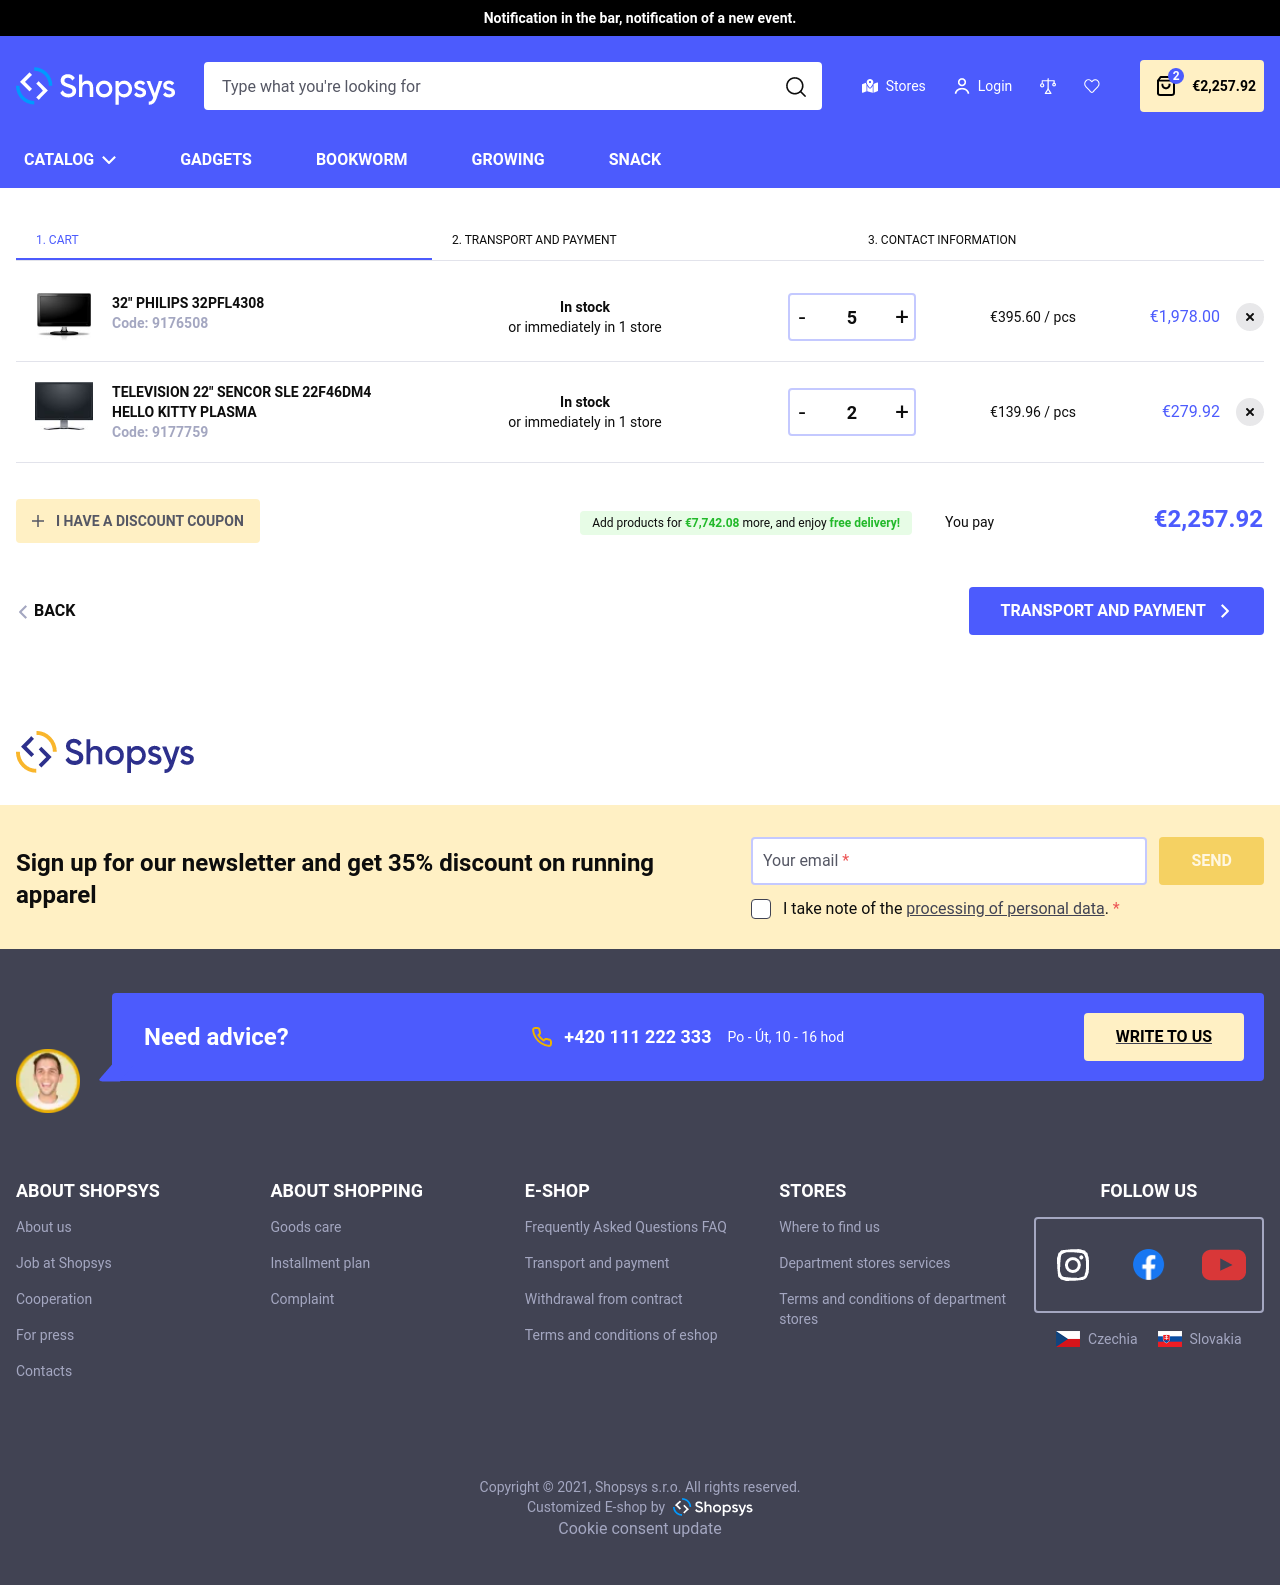 Notification in the bar, notification of a new event.
Shopsys
Type what you're looking for
Stores
Login
2
€2,257.92
CATALOG
GADGETS
BOOKWORM
GROWING
SNACK
1. CART
2. TRANSPORT AND PAYMENT
3. CONTACT INFORMATION
32" PHILIPS 32PFL4308
Code: 9176508
In stock
or immediately in 1 store
- 5 +
€395.60 / pcs
€1,978.00
TELEVISION 22" SENCOR SLE 22F46DM4
HELLO KITTY PLASMA
Code: 9177759
In stock
or immediately in 1 store
- 2 +
€139.96 / pcs
€279.92
I HAVE A DISCOUNT COUPON
Add products for €7,742.08 more, and enjoy free delivery!
You pay
€2,257.92
BACK
TRANSPORT AND PAYMENT
Shopsys
Sign up for our newsletter and get 35% discount on running
apparel
Your email *
SEND
I take note of the processing of personal data. *
Need advice?
+420 111 222 333
Po - Út, 10 - 16 hod
WRITE TO US
ABOUT SHOPSYS
About us
Job at Shopsys
Cooperation
For press
Contacts
ABOUT SHOPPING
Goods care
Installment plan
Complaint
E-SHOP
Frequently Asked Questions FAQ
Transport and payment
Withdrawal from contract
Terms and conditions of eshop
STORES
Where to find us
Department stores services
Terms and conditions of department
stores
FOLLOW US
Czechia
Slovakia
Copyright © 2021, Shopsys s.r.o. All rights reserved.
Customized E-shop by Shopsys
Cookie consent update